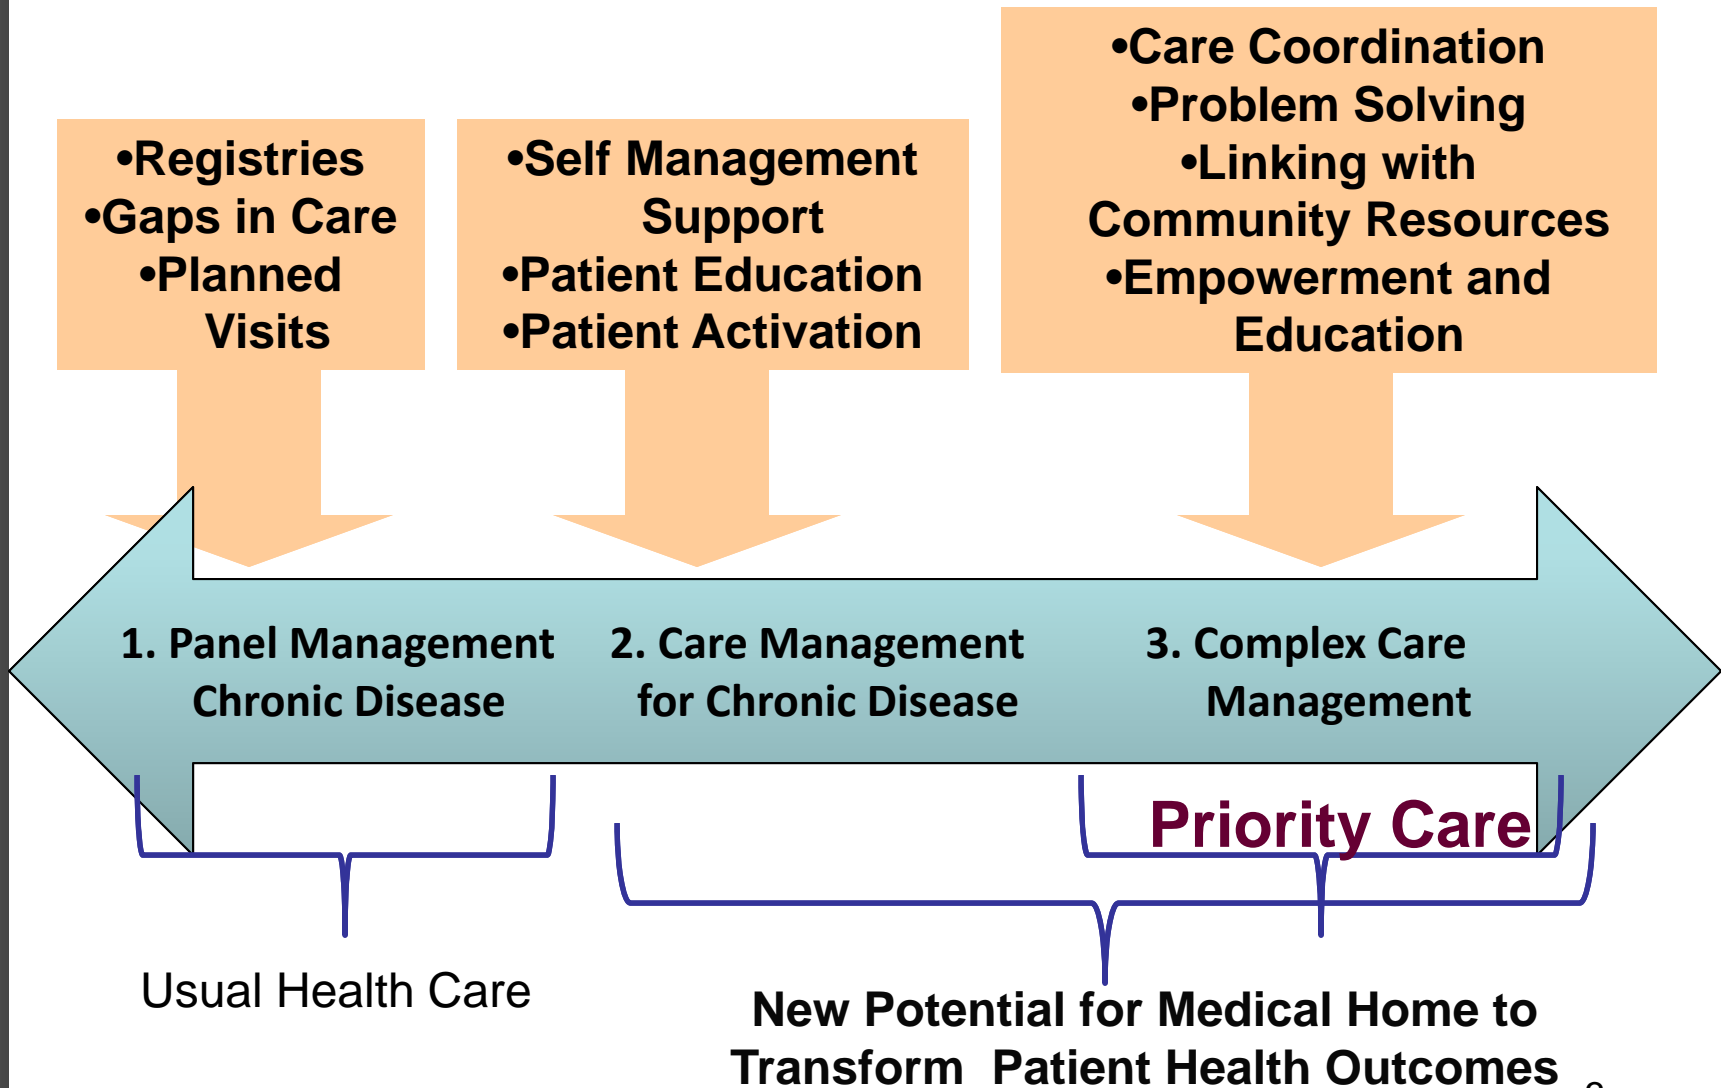 •Registries
•Gaps in Care
•Planned
Visits
•Self Management
Support
•Patient Education
•Patient Activation
•Care Coordination
•Problem Solving
•Linking with
Community Resources
•Empowerment and
Education
1. Panel Management
Chronic Disease
2. Care Management
for Chronic Disease
3. Complex Care
Management
Priority Care
Usual Health Care
New Potential for Medical Home to
Transform  Patient Health Outcomes